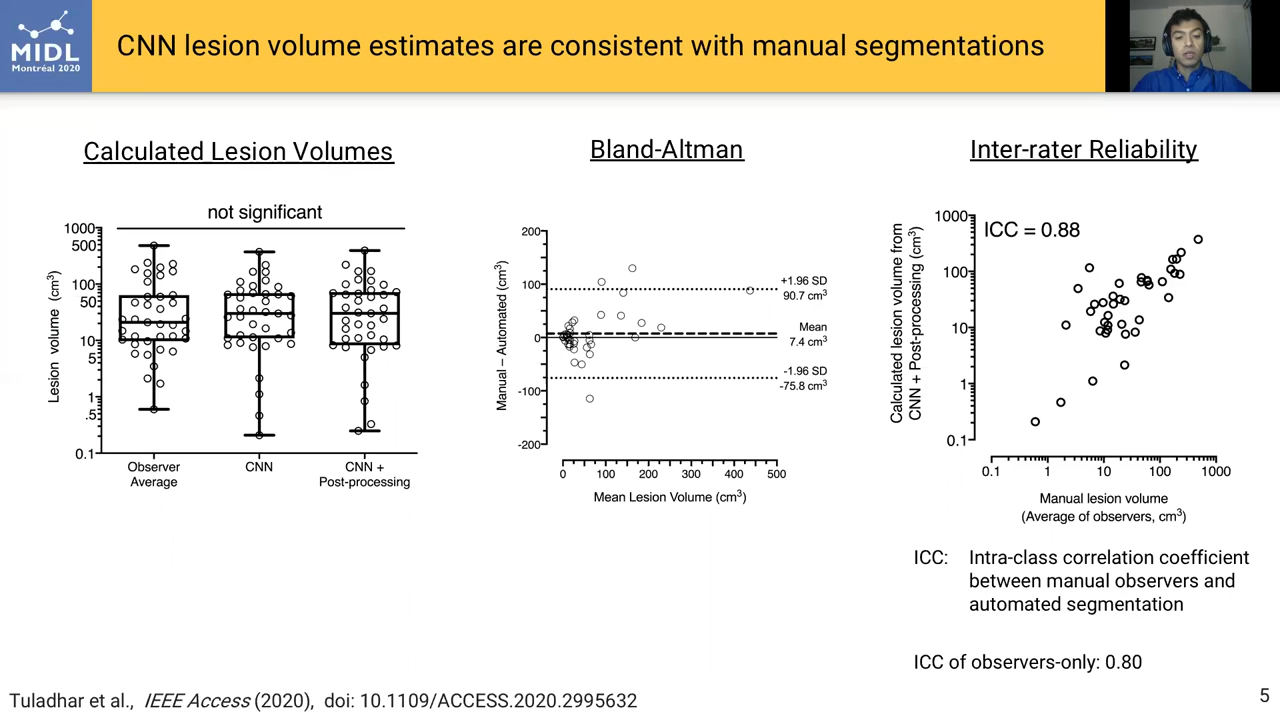 MIDL
Montréal 2020
CNN lesion volume estimates are consistent with manual segmentations
Calculated Lesion Volumes
not significant
Lesion volume (cm³)
1000
500
100
50
10
5
1
.5
0.1
Observer
Average
CNN
CNN +
Post-processing
Bland-Altman
Manual – Automated (cm³)
200
100
0
-100
-200
+1.96 SD
90.7 cm³
Mean
7.4 cm³
-1.96 SD
-75.8 cm³
0
100
200
300
400
500
Mean Lesion Volume (cm³)
Inter-rater Reliability
Calculated lesion volume from
CNN + Post-processing (cm³)
ICC = 0.88
1000
100
10
1
0.1
0.1
1
10
100
1000
Manual lesion volume
(Average of observers, cm³)
ICC: Intra-class correlation coefficient
between manual observers and
automated segmentation
ICC of observers-only: 0.80
Tuladhar et al., IEEE Access (2020), doi: 10.1109/ACCESS.2020.2995632
5